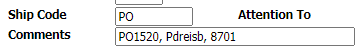 Ship Code PO Attention To
Comments PO1520, Pdreisb, 8701